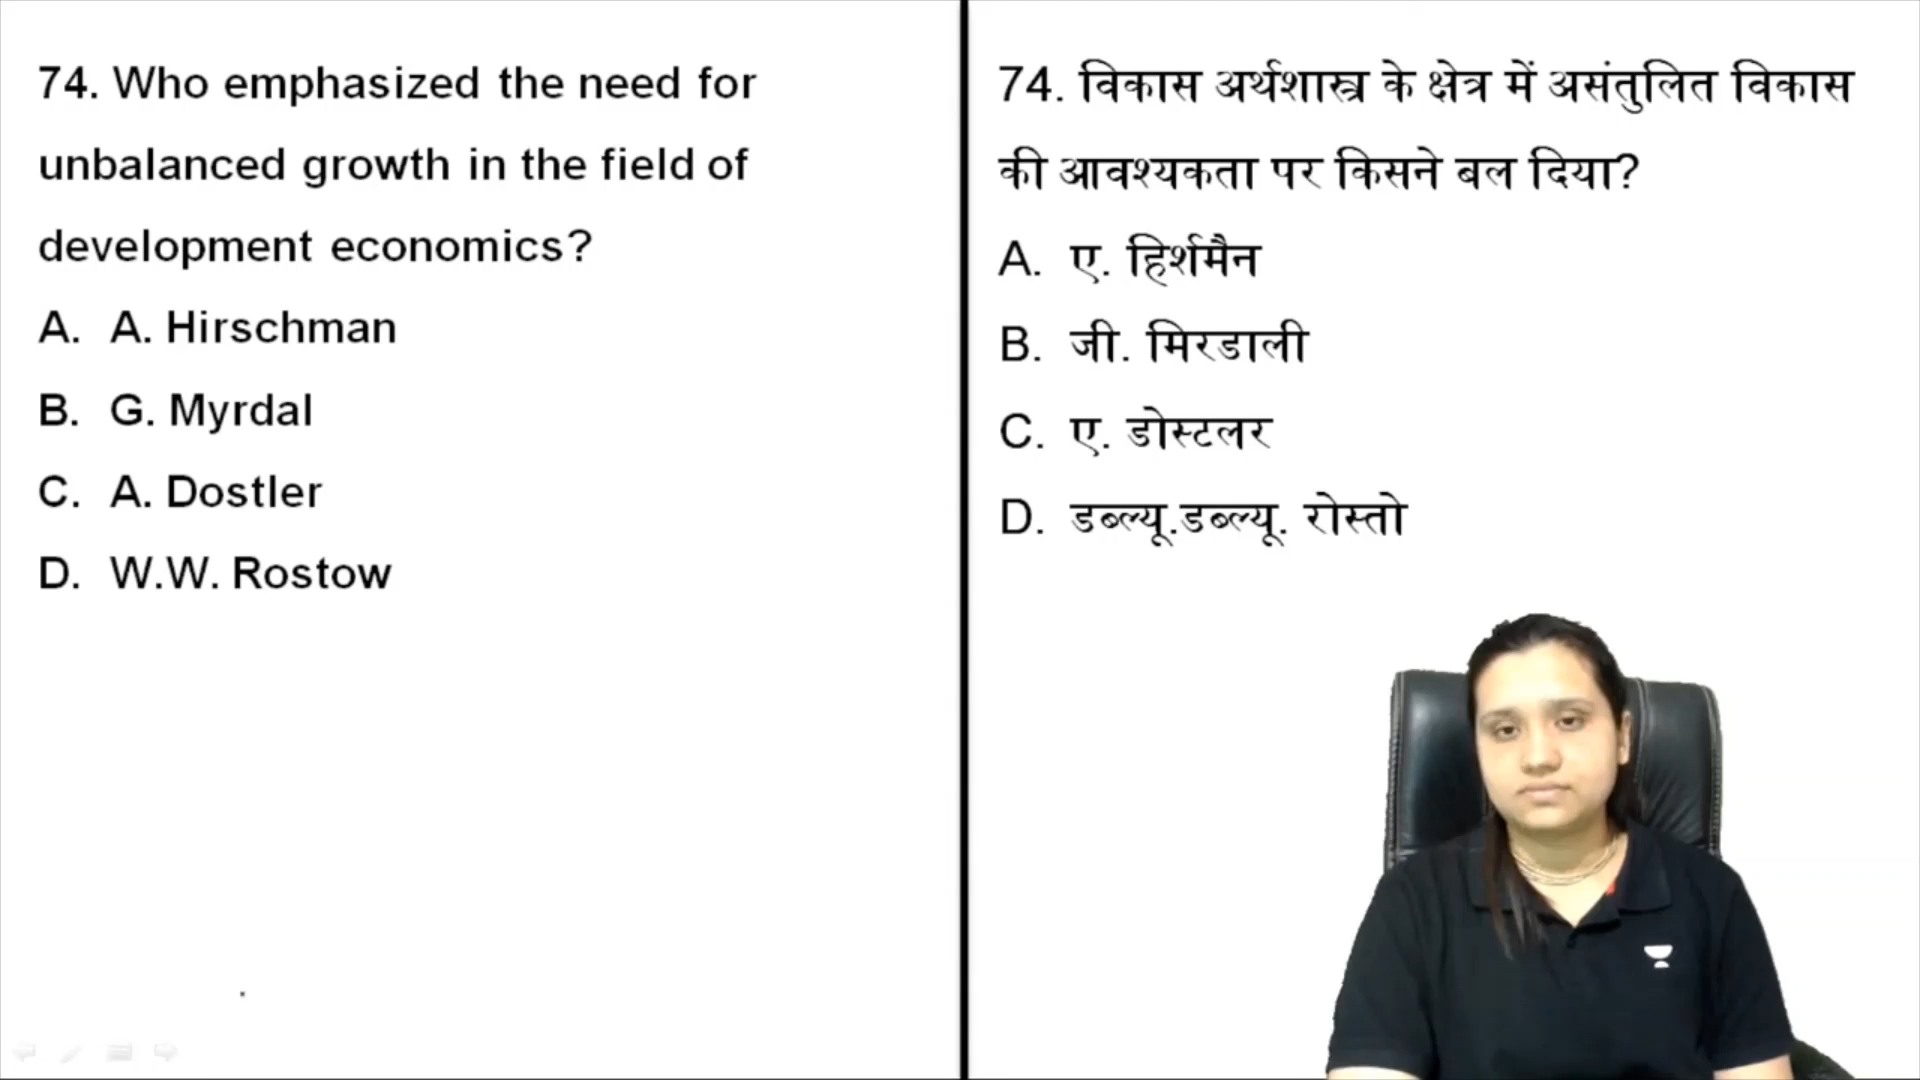 74. Who emphasized the need for
unbalanced growth in the field of
development economics?
A. A. Hirschman
B. G. Myrdal
C. A. Dostler
D. W.W. Rostow
74. विकास अर्थशास्त्र के क्षेत्र में असंतुलित विकास
की आवश्यकता पर किसने बल दिया?
A. ए. हिर्शमैन
B. जी. मिरडाली
C. ए. डोस्टलर
D. डब्ल्यू.डब्ल्यू. रोस्तो